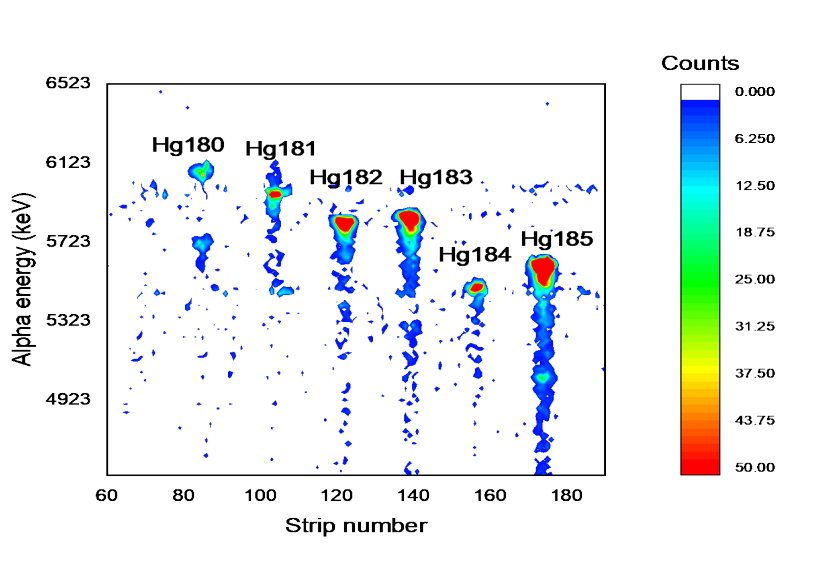 Counts
6523
0.000
Hg180
Hg181
6.250
6123
Hg182
Hg183
12.50
18.75
5723
Hg184
Hg185
25.00
5323
31.25
37.50
4923
43.75
50.00
Alpha energy (keV)
60
80
100
120
140
160
180
Strip number